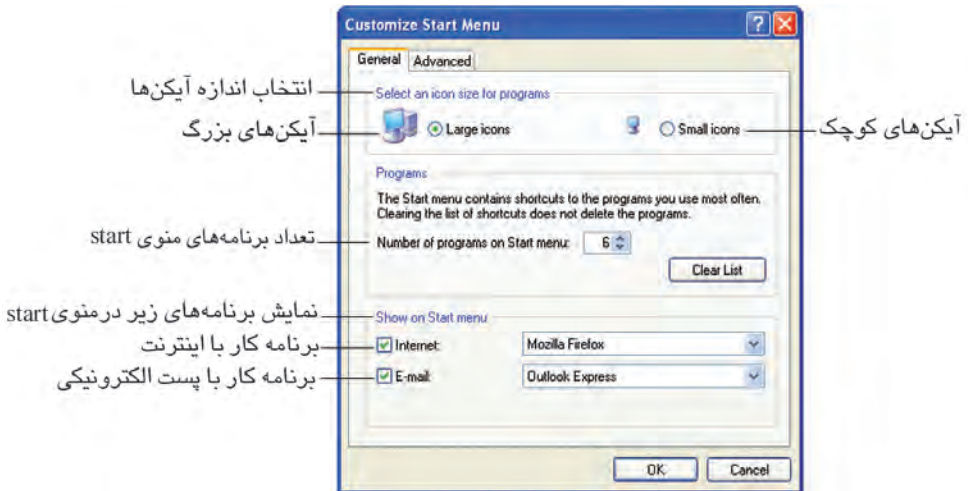 Customize Start Menu
General Advanced
انتخاب اندازه آیکن‌ها
Select an icon size for programs
آیکن‌های بزرگ
Large icons
Small icons
آیکن‌های کوچک
Programs
The Start menu contains shortcuts to the programs you use most often.
Clearing the list of shortcuts does not delete the programs.
تعداد برنامه‌های منوی start
Number of programs on Start menu: 6
Clear List
نمایش برنامه‌های زیر درمنوی start
Show on Start menu
برنامه کار با اینترنت
Internet: Mozilla Firefox
برنامه کار با پست الکترونیکی
E-mail: Outlook Express
OK Cancel